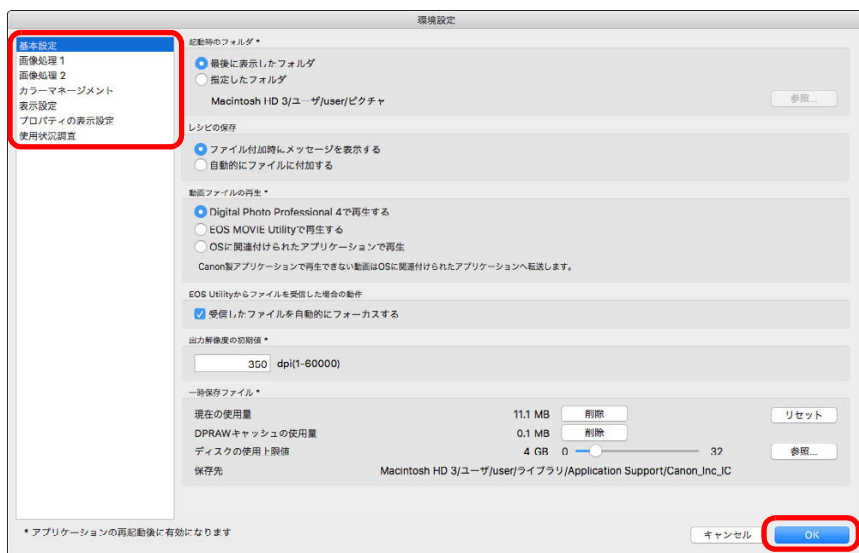 環境設定
基本設定
画像処理 1
画像処理 2
カラーマネージメント
表示設定
プロパティの表示設定
使用状況調査
起動時のフォルダ *
最後に表示したフォルダ
指定したフォルダ
Macintosh HD 3/ユーザ/user/ピクチャ
参照...
レシピの保存
ファイル付加時にメッセージを表示する
自動的にファイルに付加する
動画ファイルの再生 *
Digital Photo Professional 4で再生する
EOS MOVIE Utilityで再生する
OSに関連付けられたアプリケーションで再生
Canon製アプリケーションで再生できない動画はOSに関連付けられたアプリケーションへ転送します。
EOS Utilityからファイルを受信した場合の動作
受信したファイルを自動的にフォーカスする
出力解像度の初期値 *
350 dpi(1-60000)
一時保存ファイル *
現在の使用量 11.1 MB 削除 リセット
DPRAWキャッシュの使用量 0.1 MB 削除
ディスクの使用上限値 4 GB 0 32 参照...
保存先 Macintosh HD 3/ユーザ/user/ライブラリ/Application Support/Canon_Inc_IC
* アプリケーションの再起動後に有効になります
キャンセル OK